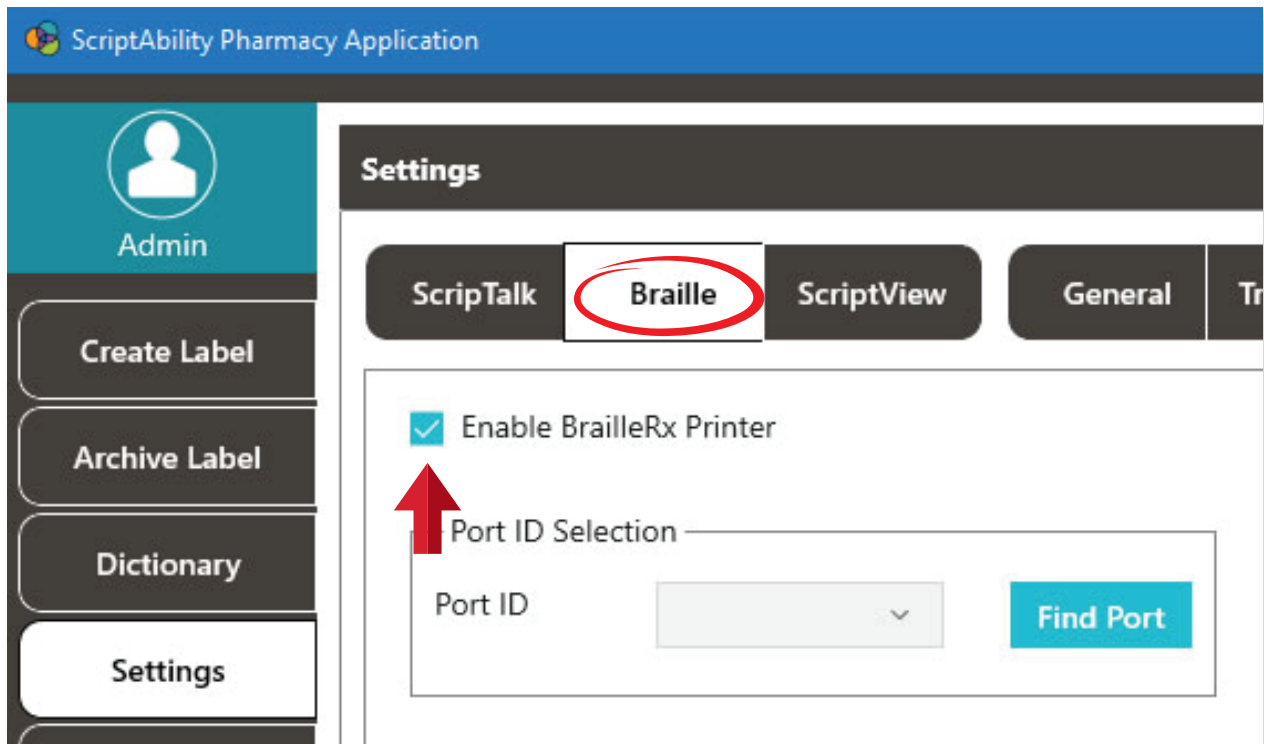 ScriptAbility Pharmacy Application
Admin
Create Label
Archive Label
Dictionary
Settings
Settings
ScripTalk Braille ScriptView General Tr
Enable BrailleRx Printer
Port ID Selection
Port ID
Find Port